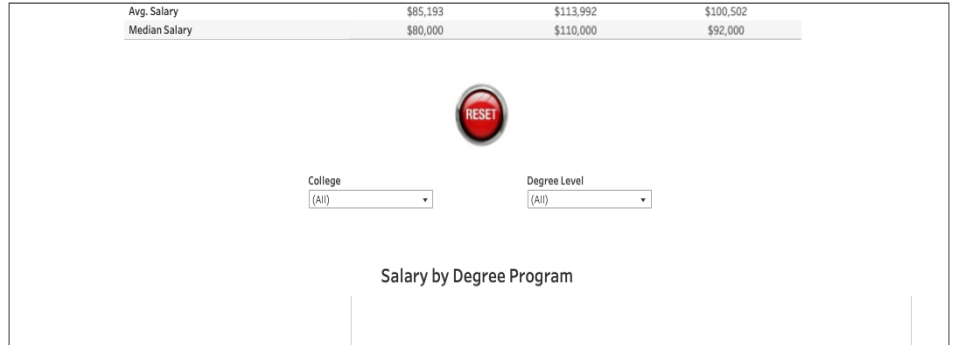 Avg. Salary $85,193 $113,992 $100,502
Median Salary $80,000 $110,000 $92,000
RESET
College Degree Level
(All) (All)
Salary by Degree Program